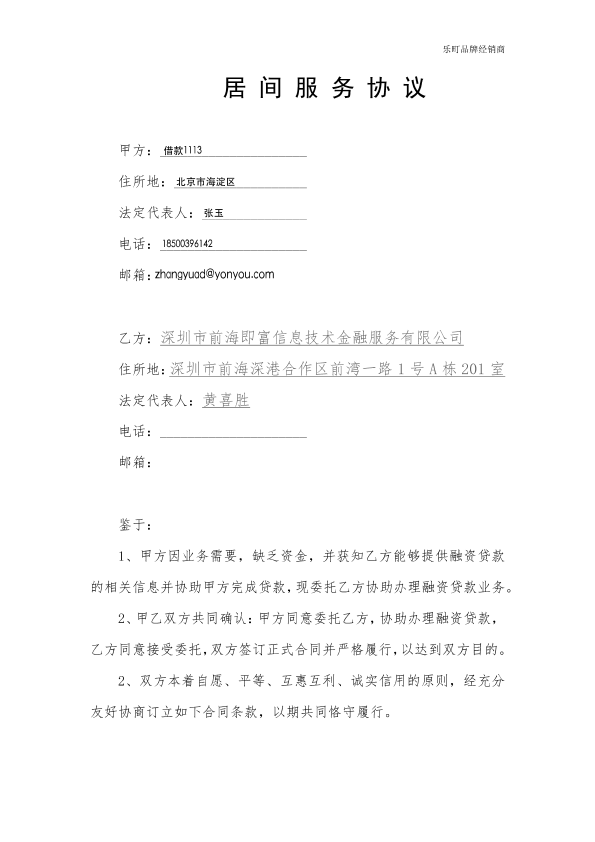 乐町品牌经销商
居间服务协议
甲方：借款1113
住所地：北京市海淀区
法定代表人：张玉
电话：18500396142
邮箱：zhangyuad@yonyou.com
乙方：深圳市前海即富信息技术金融服务有限公司
住所地：深圳市前海深港合作区前湾一路1号A栋201室
法定代表人：黄喜胜
电话：
邮箱：
鉴于：
1、甲方因业务需要，缺乏资金，并获知乙方能够提供融资贷款
的相关信息并协助甲方完成贷款，现委托乙方协助办理融资贷款业务。
2、甲乙双方共同确认：甲方同意委托乙方，协助办理融资贷款，
乙方同意接受委托，双方签订正式合同并严格履行，以达到双方目的。
2、双方本着自愿、平等、互惠互利、诚实信用的原则，经充分
友好协商订立如下合同条款，以期共同恪守履行。